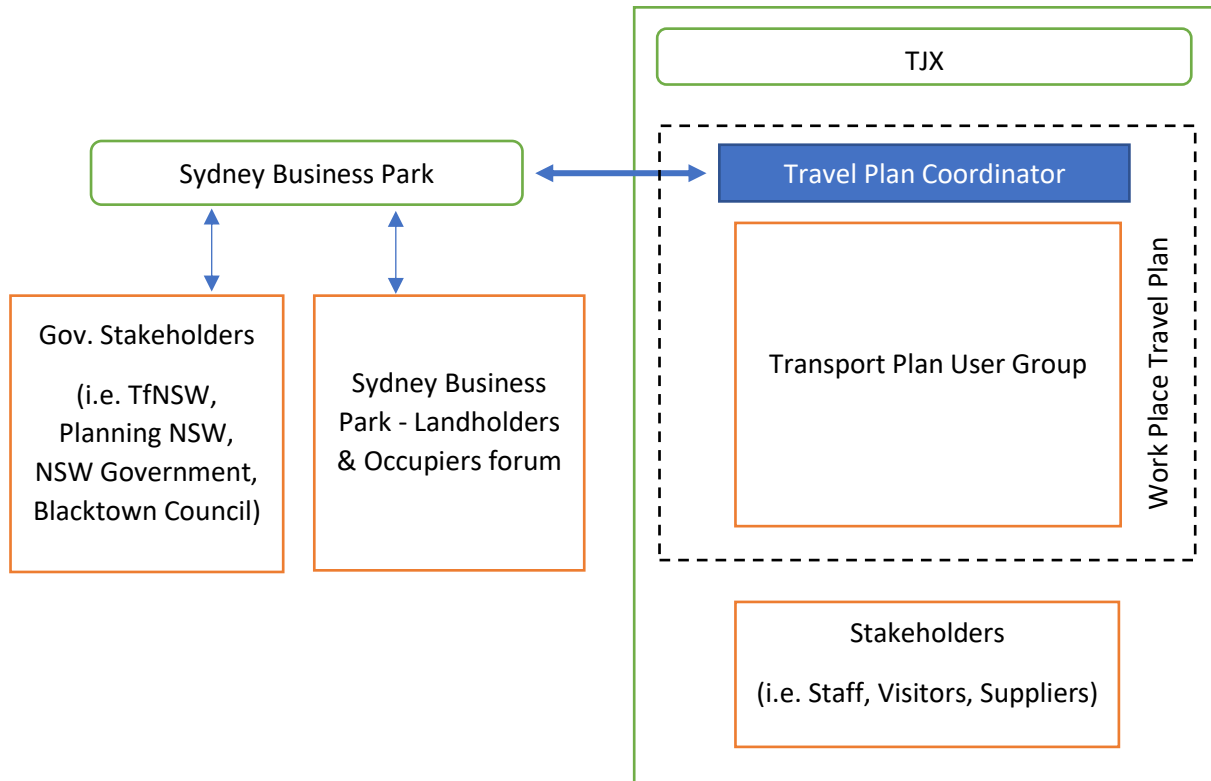 TJX
Sydney Business Park
Travel Plan Coordinator
Gov. Stakeholders
(i.e. TfNSW,
Planning NSW,
NSW Government,
Blacktown Council)
Sydney Business
Park - Landholders
& Occupiers forum
Transport Plan User Group
Work Place Travel Plan
Stakeholders
(i.e. Staff, Visitors, Suppliers)